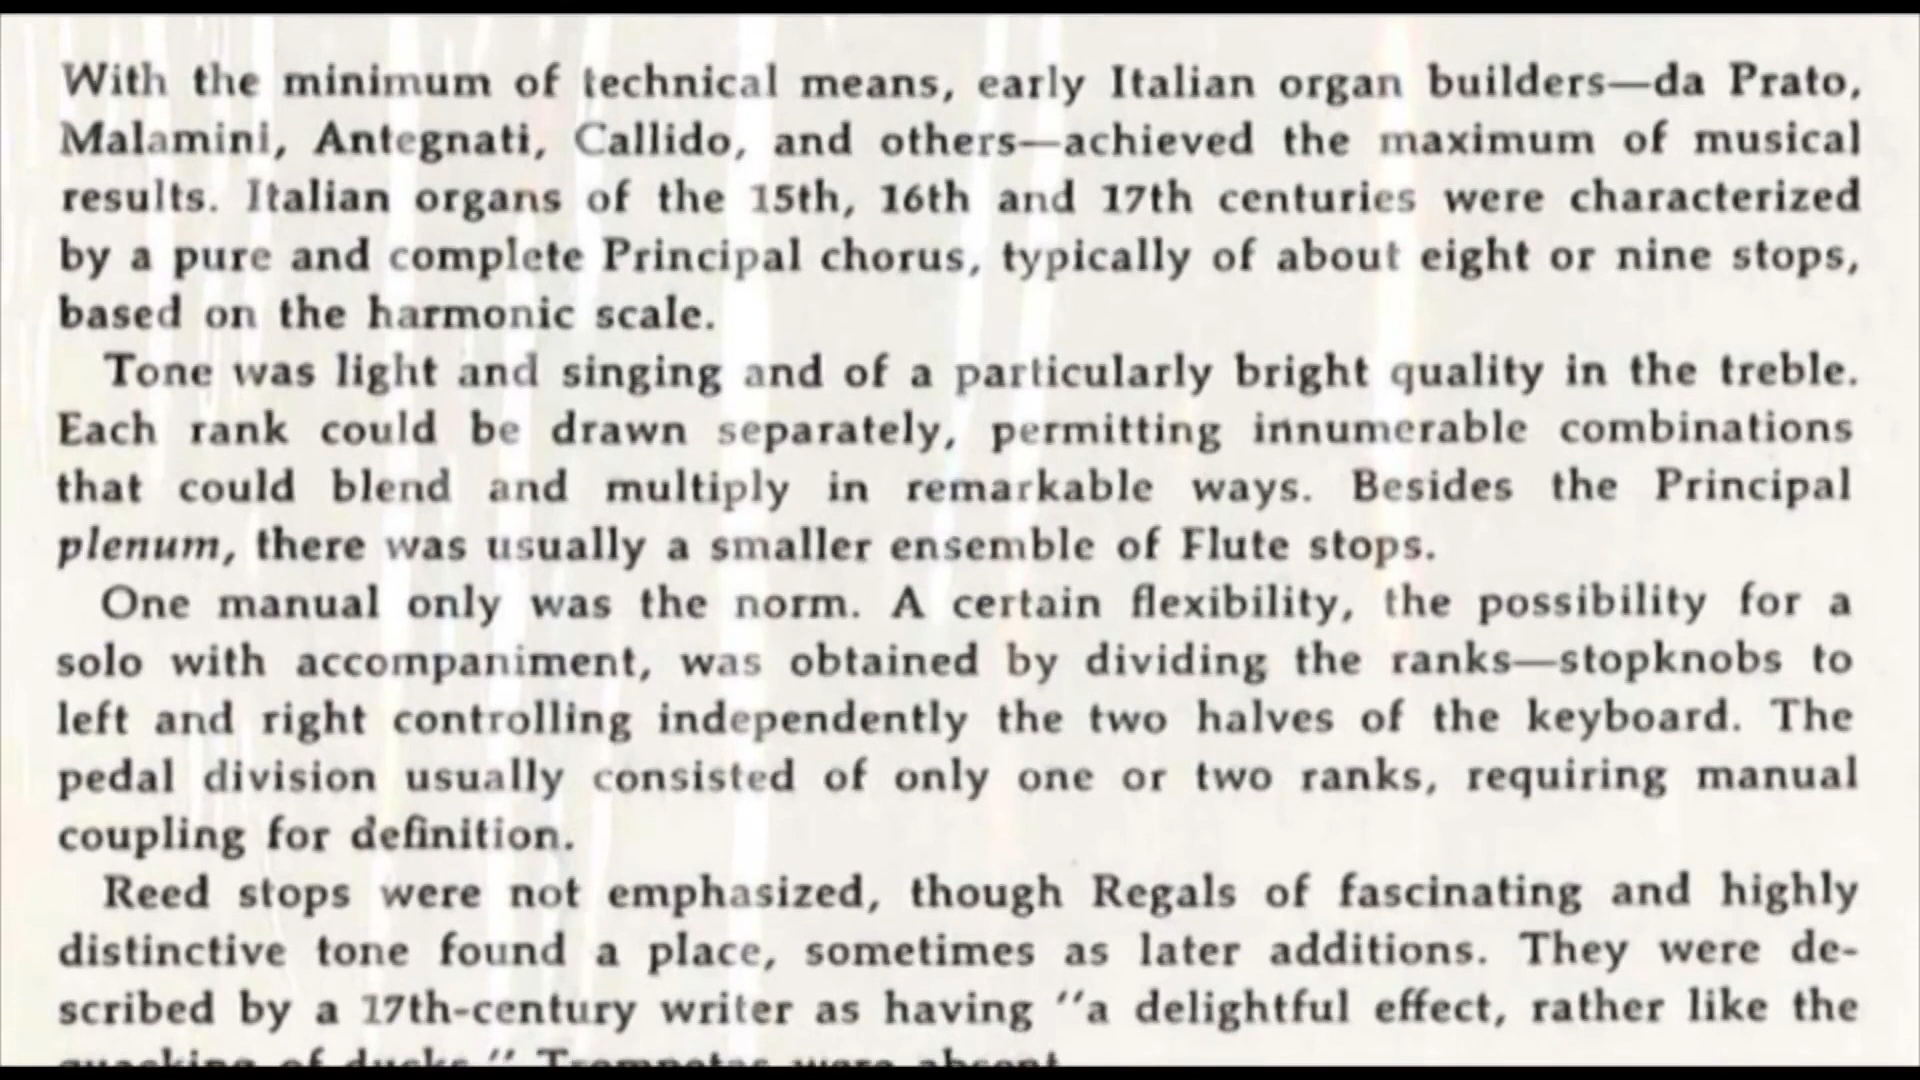 With the minimum of technical means, early Italian organ builders—da Prato,
Malamini, Antegnati, Callido, and others—achieved the maximum of musical
results. Italian organs of the 15th, 16th and 17th centuries were characterized
by a pure and complete Principal chorus, typically of about eight or nine stops,
based on the harmonic scale.
Tone was light and singing and of a particularly bright quality in the treble.
Each rank could be drawn separately, permitting innumerable combinations
that could blend and multiply in remarkable ways. Besides the Principal
plenum, there was usually a smaller ensemble of Flute stops.
One manual only was the norm. A certain flexibility, the possibility for a
solo with accompaniment, was obtained by dividing the ranks—stopknobs to
left and right controlling independently the two halves of the keyboard. The
pedal division usually consisted of only one or two ranks, requiring manual
coupling for definition.
Reed stops were not emphasized, though Regals of fascinating and highly
distinctive tone found a place, sometimes as later additions. They were de-
scribed by a 17th-century writer as having "a delightful effect, rather like the
quacking of ducks." Trompetas were absent